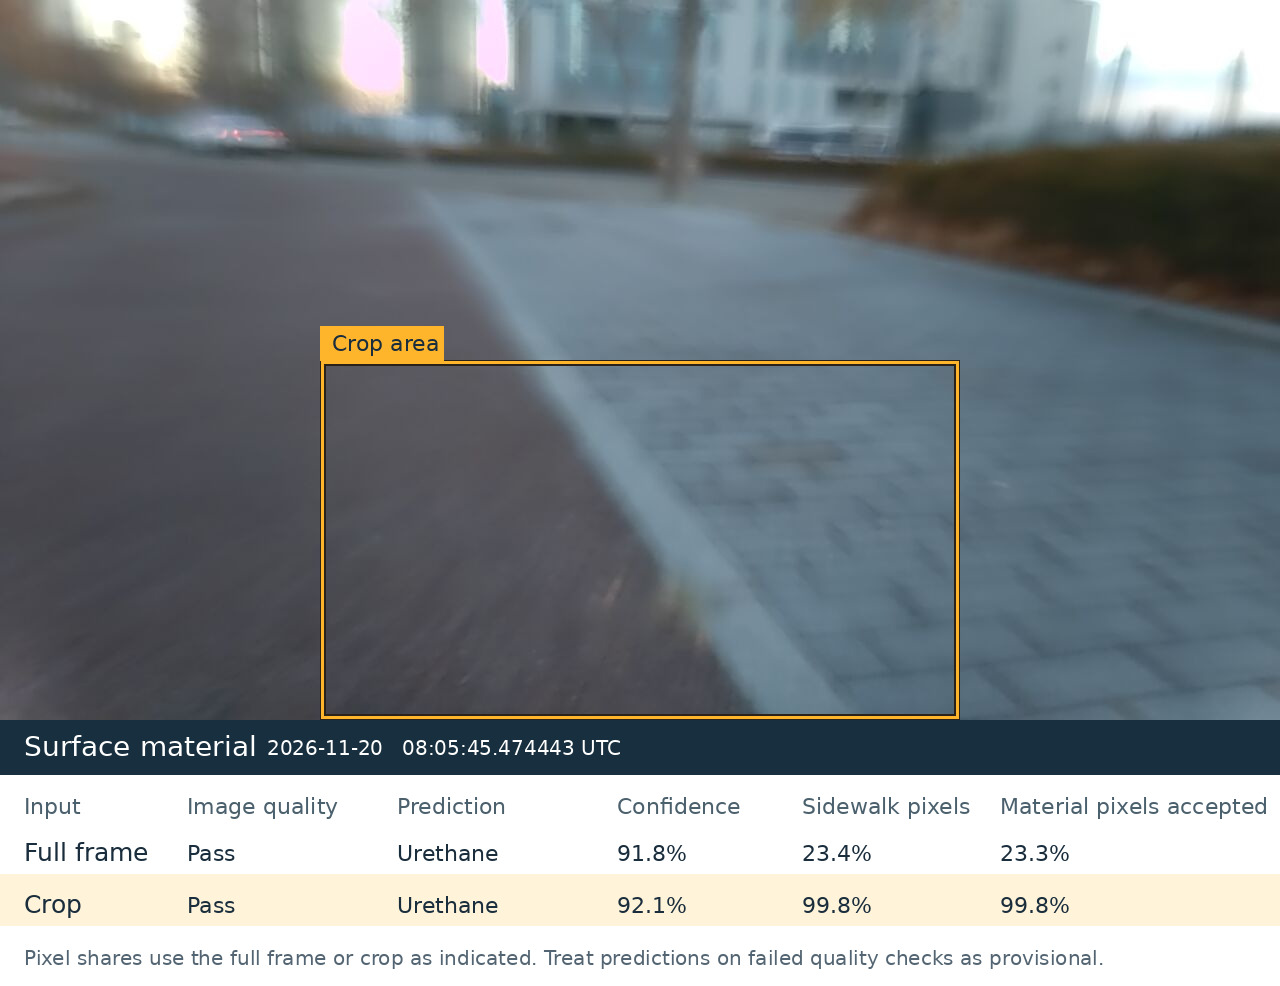 Crop area
Surface material 2026-11-20 08:05:45.474443 UTC
Input Image quality Prediction Confidence Sidewalk pixels Material pixels accepted
Full frame Pass Urethane 91.8% 23.4% 23.3%
Crop Pass Urethane 92.1% 99.8% 99.8%
Pixel shares use the full frame or crop as indicated. Treat predictions on failed quality checks as provisional.